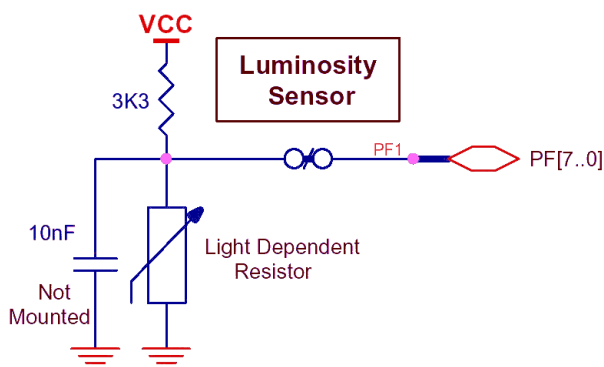 VCC
Luminosity
Sensor
3K3
PF1
PF[7..0]
10nF
Light Dependent
Resistor
Not
Mounted